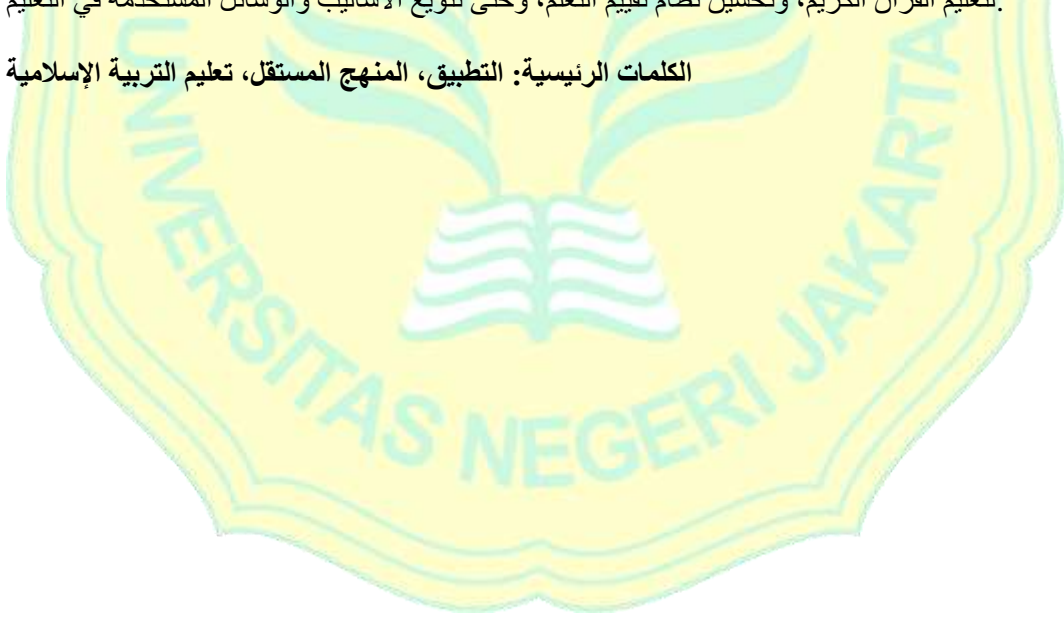 لتعليم القرآن الكريم، وتحسين نظام تقييم التعلم، وحتى تنويع الأساليب والوسائل المستخدمة في التعليم.
الكلمات الرئيسية: التطبيق، المنهج المستقل، تعليم التربية الإسلامية
UNIVERSITAS NEGERI JAKARTA